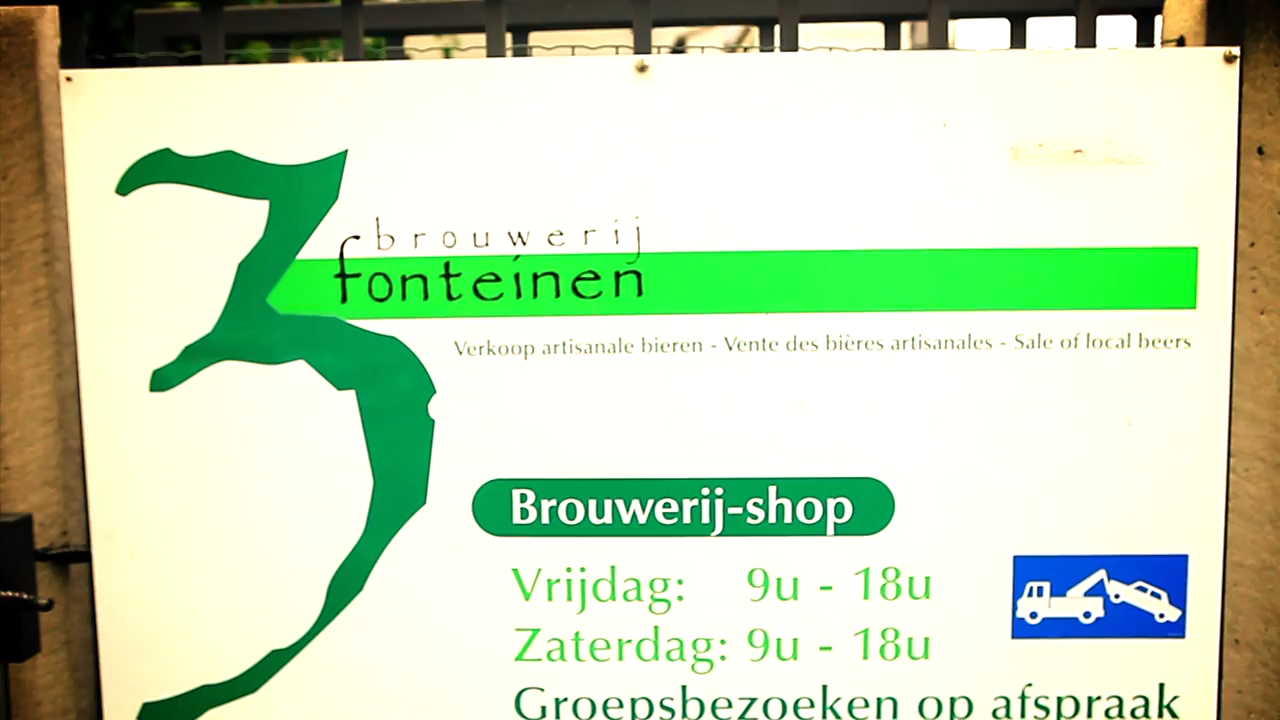 3
brouwerij
fonteinen
Verkoop artisanale bieren - Vente des bières artisanales - Sale of local beers
Brouwerij-shop
Vrijdag: 9u - 18u
Zaterdag: 9u - 18u
Groepsbezoeken op afspraak